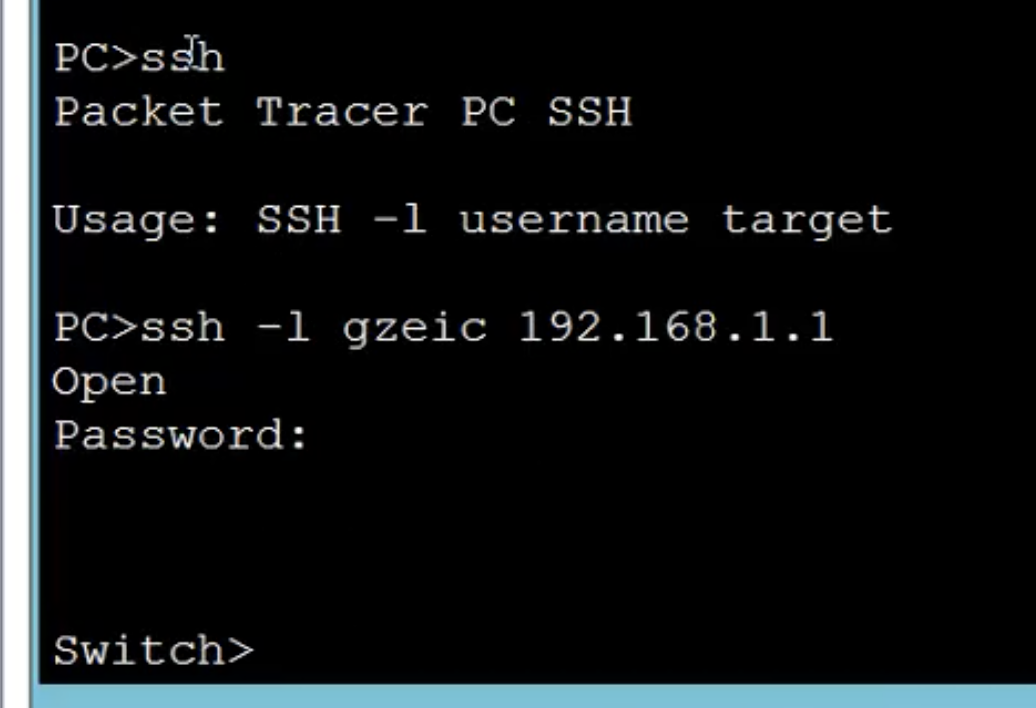 PC>ssh
Packet Tracer PC SSH
Usage: SSH -l username target
PC>ssh -l gzeic 192.168.1.1
Open
Password:
Switch>